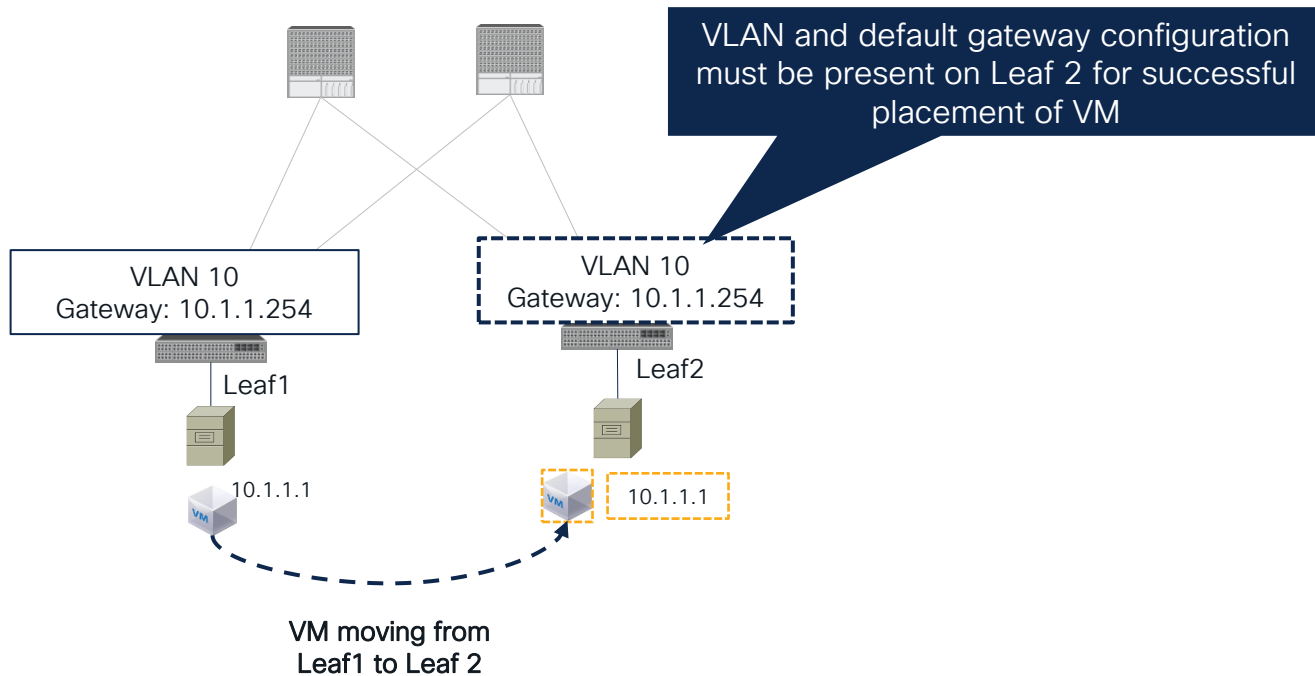 VLAN and default gateway configuration
must be present on Leaf 2 for successful
placement of VM
VLAN 10
Gateway: 10.1.1.254
VLAN 10
Gateway: 10.1.1.254
Leaf1
Leaf2
10.1.1.1
VM
VM
10.1.1.1
VM moving from
Leaf1 to Leaf 2